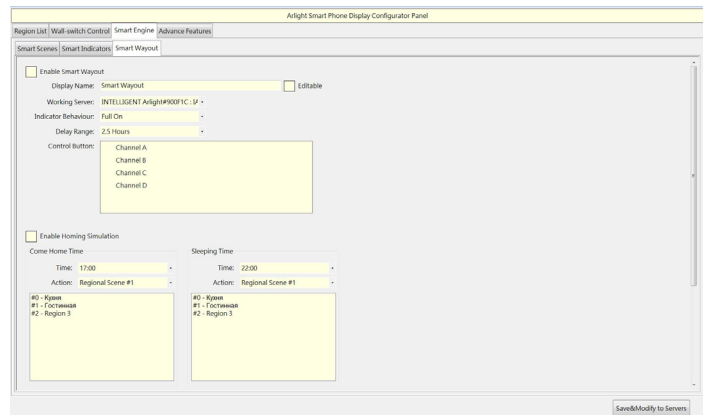 Arlight Smart Phone Display Configurator Panel
Region List Wall-switch Control Smart Engine Advance Features
Smart Scenes Smart Indicators Smart Wayout
Enable Smart Wayout
Display Name: Smart Wayout Editable
Working Server: INTELLIGENT Arlight#900F1C : IA
Indicator Behaviour: Full On
Delay Range: 2.5 Hours
Control Button: Channel A
Channel B
Channel C
Channel D
Enable Homing Simulation
Come Home Time Sleeping Time
Time: 17:00 Time: 22:00
Action: Regional Scene #1 Action: Regional Scene #1
#0 - Кухня #0 - Кухня
#1 - Гостинная #1 - Гостинная
#2 - Region 3 #2 - Region 3
Save&Modify to Servers